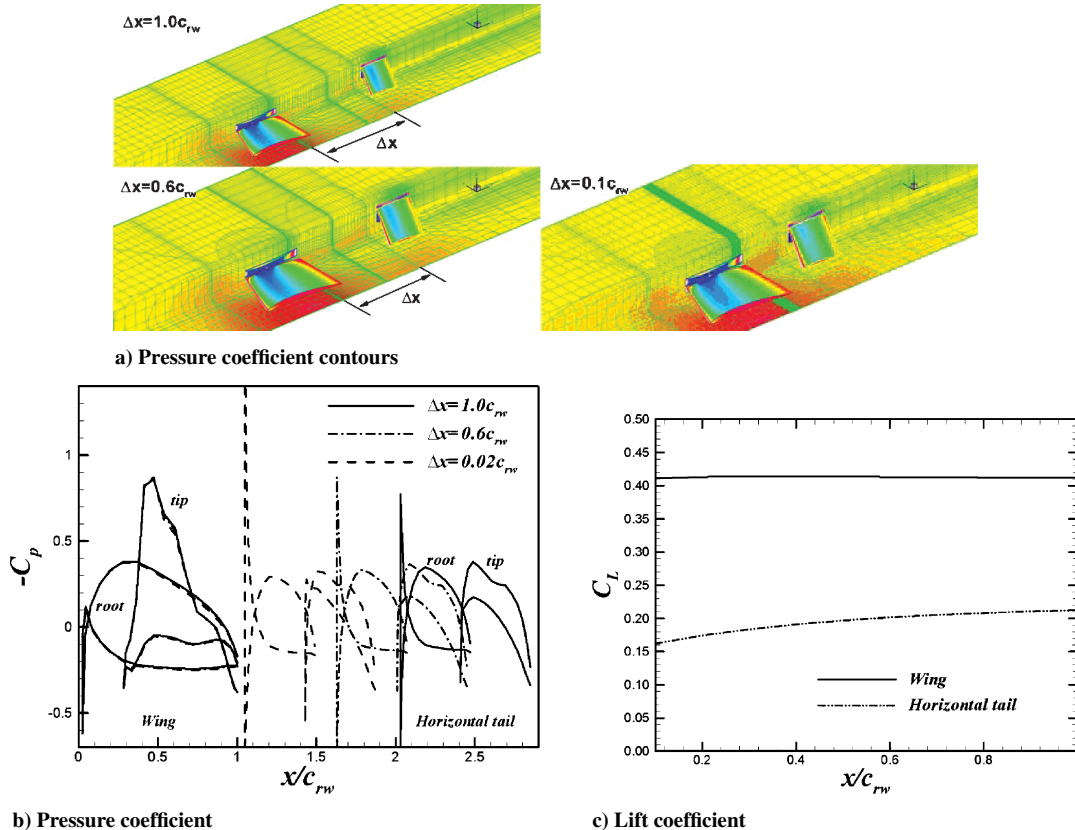 Δx=1.0c_rw
Δx
Δx=0.6c_rw
Δx
Δx=0.1c_rw
a) Pressure coefficient contours
-C_p
1
0.5
0
-0.5
tip
root
Wing
Δx=1.0c_rw
Δx=0.6c_rw
Δx=0.02c_rw
root
tip
Horizontal tail
0 0.5 1 1.5 2 2.5
x/c_rw
b) Pressure coefficient
C_L
0.50
0.45
0.40
0.35
0.30
0.25
0.20
0.15
0.10
0.05
0.00
Wing
Horizontal tail
0.2 0.4 0.6 0.8
x/c_rw
c) Lift coefficient